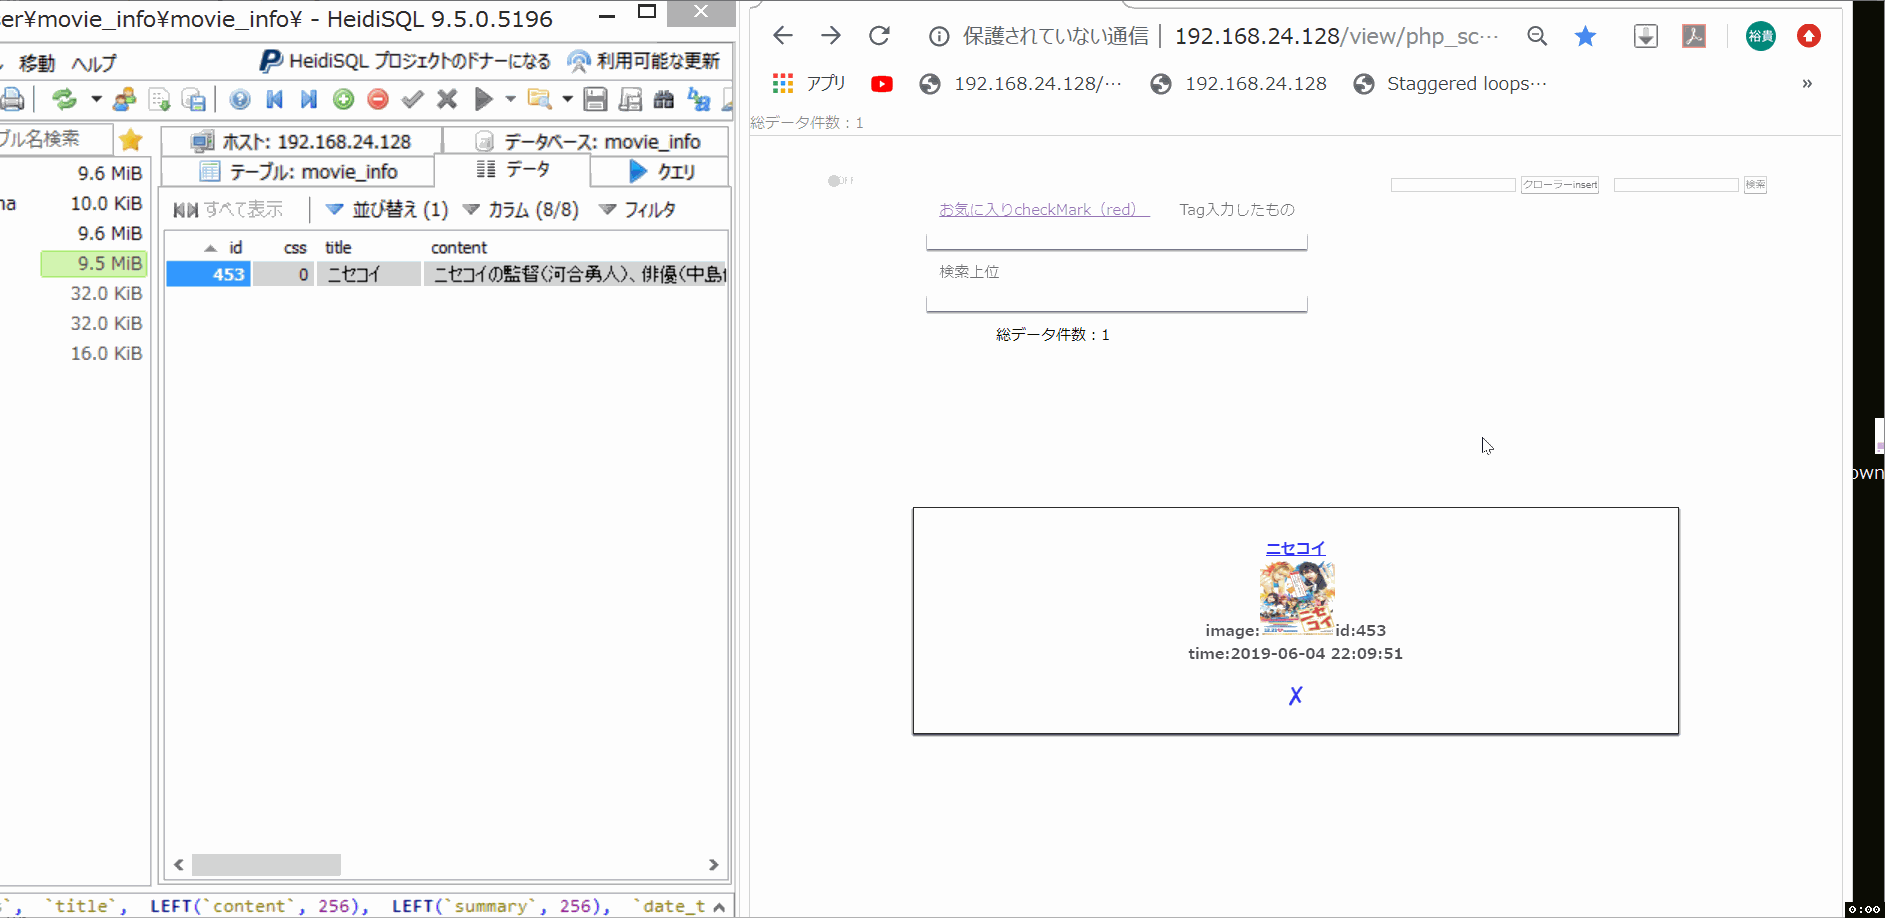 ser¥movie_info¥movie_info¥ - HeidiSQL 9.5.0.5196
移動 ヘルプ
HeidiSQL プロジェクトのドナーになる 利用可能な更新
ブル名検索
ホスト: 192.168.24.128 データベース: movie_info
テーブル: movie_info データ クエリ
9.6 MiB
na 10.0 KiB
9.6 MiB
9.5 MiB
32.0 KiB
32.0 KiB
16.0 KiB
すべて表示 並び替え (1) カラム (8/8) フィルタ
id css title content
453 0 ニセコイ ニセコイの監督(河合勇人)、俳優(中島
`, `title`, LEFT(`content`, 256), LEFT(`summary`, 256), `date_t
保護されていない通信 | 192.168.24.128/view/php_sc…
裕貴
アプリ 192.168.24.128/… 192.168.24.128 Staggered loops… »
総データ件数：1
OFF
クローラーinsert 検索
お気に入りcheckMark（red） Tag入力したもの
検索上位
総データ件数：1
ニセコイ
ニセコイ
image: id:453
time:2019-06-04 22:09:51
✗
own
0:00